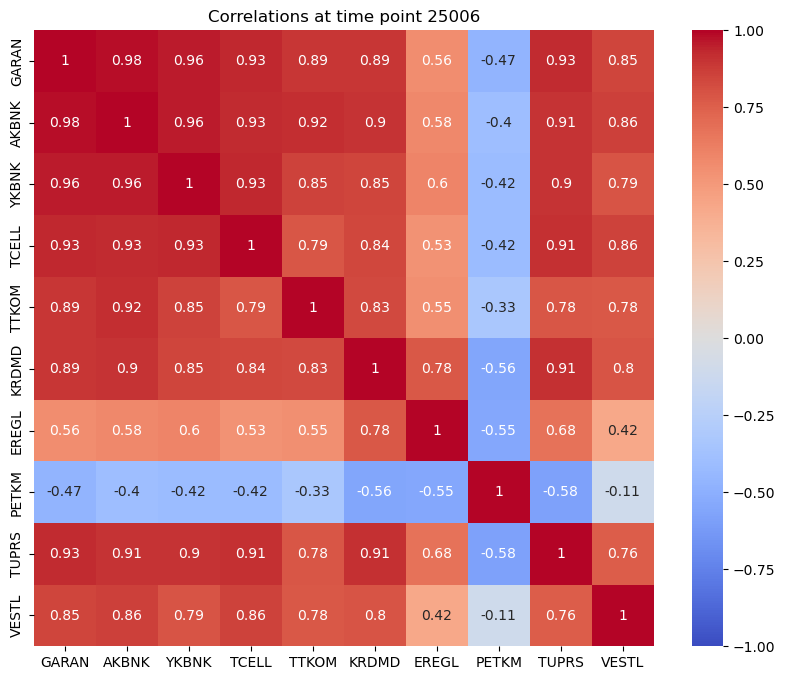 Correlations at time point 25006
GARAN 1 0.98 0.96 0.93 0.89 0.89 0.56 -0.47 0.93 0.85
AKBNK 0.98 1 0.96 0.93 0.92 0.9 0.58 -0.4 0.91 0.86
YKBNK 0.96 0.96 1 0.93 0.85 0.85 0.6 -0.42 0.9 0.79
TCELL 0.93 0.93 0.93 1 0.79 0.84 0.53 -0.42 0.91 0.86
TTKOM 0.89 0.92 0.85 0.79 1 0.83 0.55 -0.33 0.78 0.78
KRDMD 0.89 0.9 0.85 0.84 0.83 1 0.78 -0.56 0.91 0.8
EREGL 0.56 0.58 0.6 0.53 0.55 0.78 1 -0.55 0.68 0.42
PETKM -0.47 -0.4 -0.42 -0.42 -0.33 -0.56 -0.55 1 -0.58 -0.11
TUPRS 0.93 0.91 0.9 0.91 0.78 0.91 0.68 -0.58 1 0.76
VESTL 0.85 0.86 0.79 0.86 0.78 0.8 0.42 -0.11 0.76 1
GARAN AKBNK YKBNK TCELL TTKOM KRDMD EREGL PETKM TUPRS VESTL
1.00
0.75
0.50
0.25
0.00
−0.25
−0.50
−0.75
−1.00